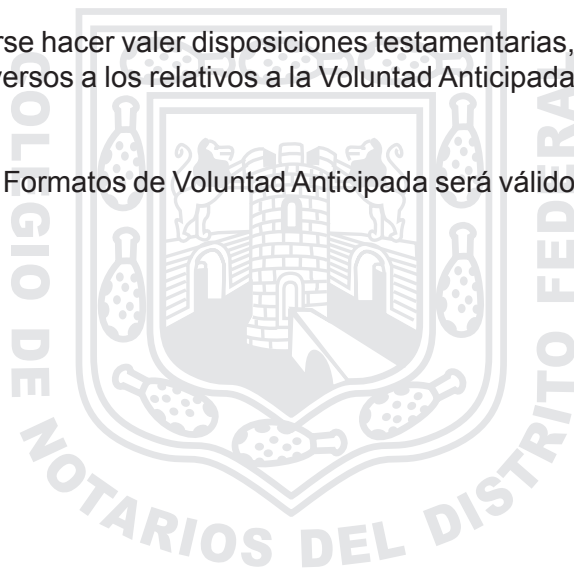 rse hacer valer disposiciones testamentarias,
versos a los relativos a la Voluntad Anticipada
Formatos de Voluntad Anticipada será válido
COLEGIO DE NOTARIOS DEL DISTRITO FEDERAL